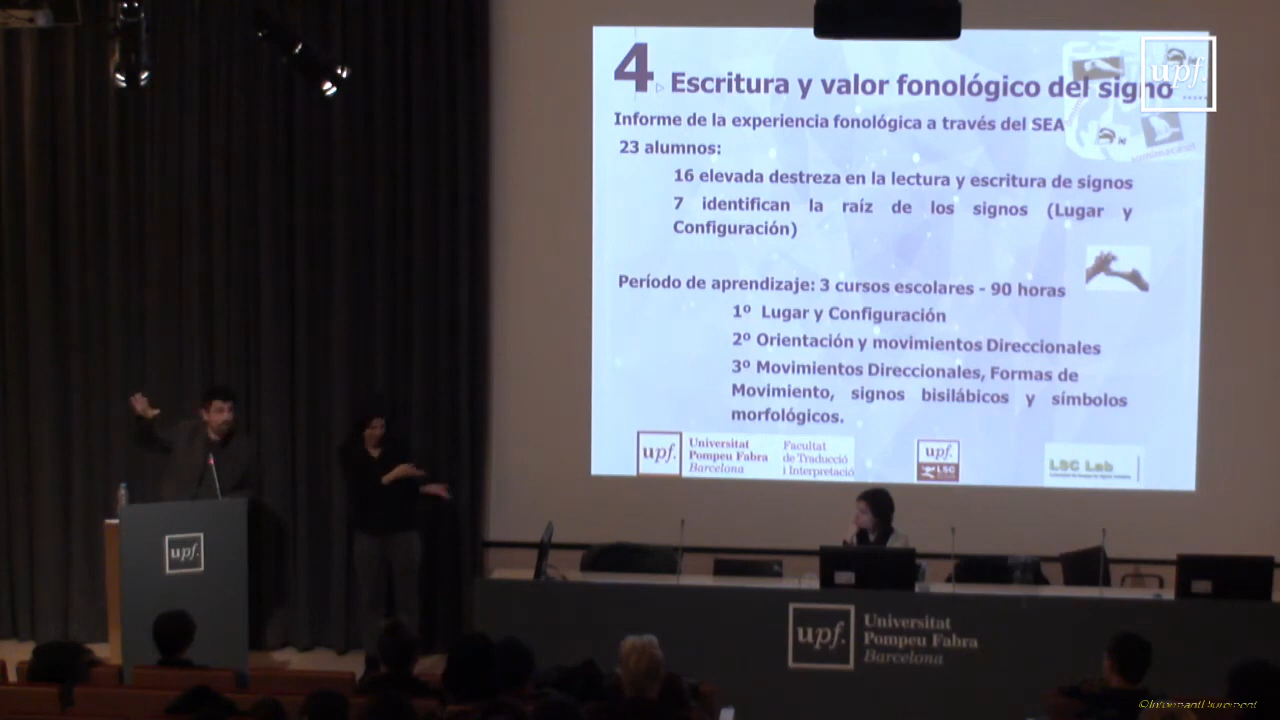 4 Escritura y valor fonológico del signo
upf.
Informe de la experiencia fonológica a través del SEA
23 alumnos:
16 elevada destreza en la lectura y escritura de signos
7 identifican la raíz de los signos (Lugar y
Configuración)
Período de aprendizaje: 3 cursos escolares - 90 horas
1º Lugar y Configuración
2º Orientación y movimientos Direccionales
3º Movimientos Direccionales, Formas de
Movimiento, signos bisilábicos y símbolos
morfológicos.
upf. Universitat
Pompeu Fabra
Barcelona
Facultat
de Traducció
i Interpretació
upf.
LSC
LSC Lab
upf.
upf. Universitat
Pompeu Fabra
Barcelona